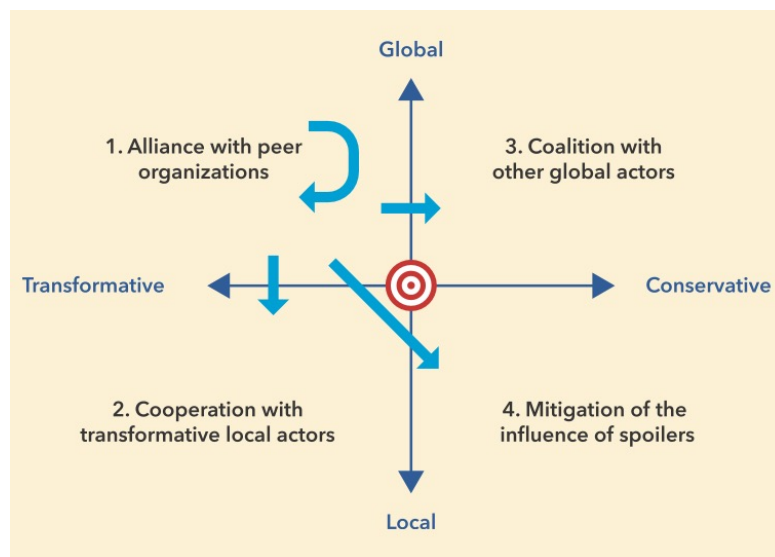 Global
1. Alliance with peer
organizations
3. Coalition with
other global actors
Transformative
Conservative
2. Cooperation with
transformative local actors
4. Mitigation of the
influence of spoilers
Local